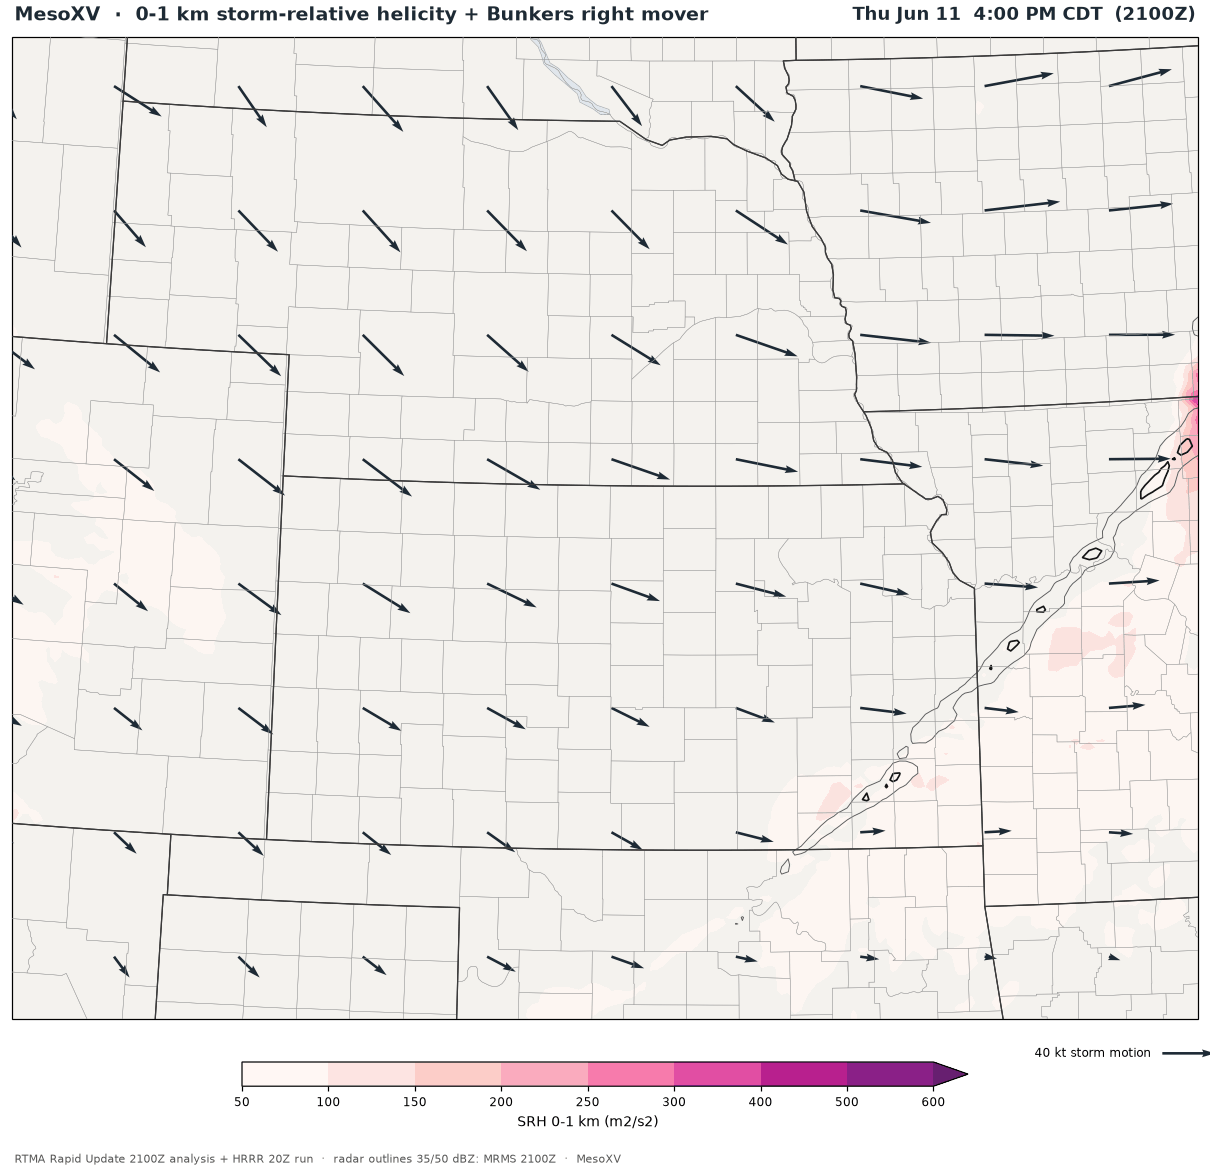 MesoXV · 0-1 km storm-relative helicity + Bunkers right mover
Thu Jun 11 4:00 PM CDT (2100Z)
40 kt storm motion
50 100 150 200 250 300 400 500 600
SRH 0-1 km (m2/s2)
RTMA Rapid Update 2100Z analysis + HRRR 20Z run · radar outlines 35/50 dBZ: MRMS 2100Z · MesoXV